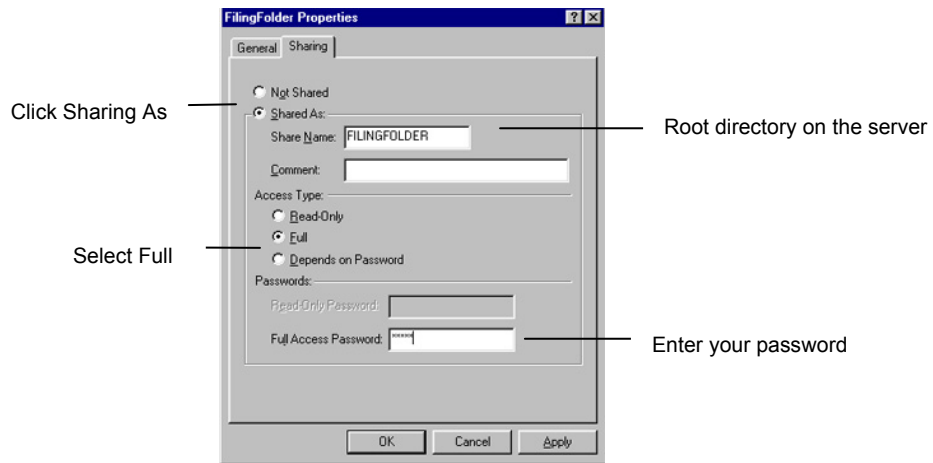 FilingFolder Properties
General Sharing
Not Shared
Click Sharing As
Shared As:
Share Name: FILINGFOLDER
Root directory on the server
Comment:
Access Type:
Read-Only
Full
Select Full
Depends on Password
Passwords:
Read-Only Password:
Full Access Password: *****
Enter your password
OK Cancel Apply